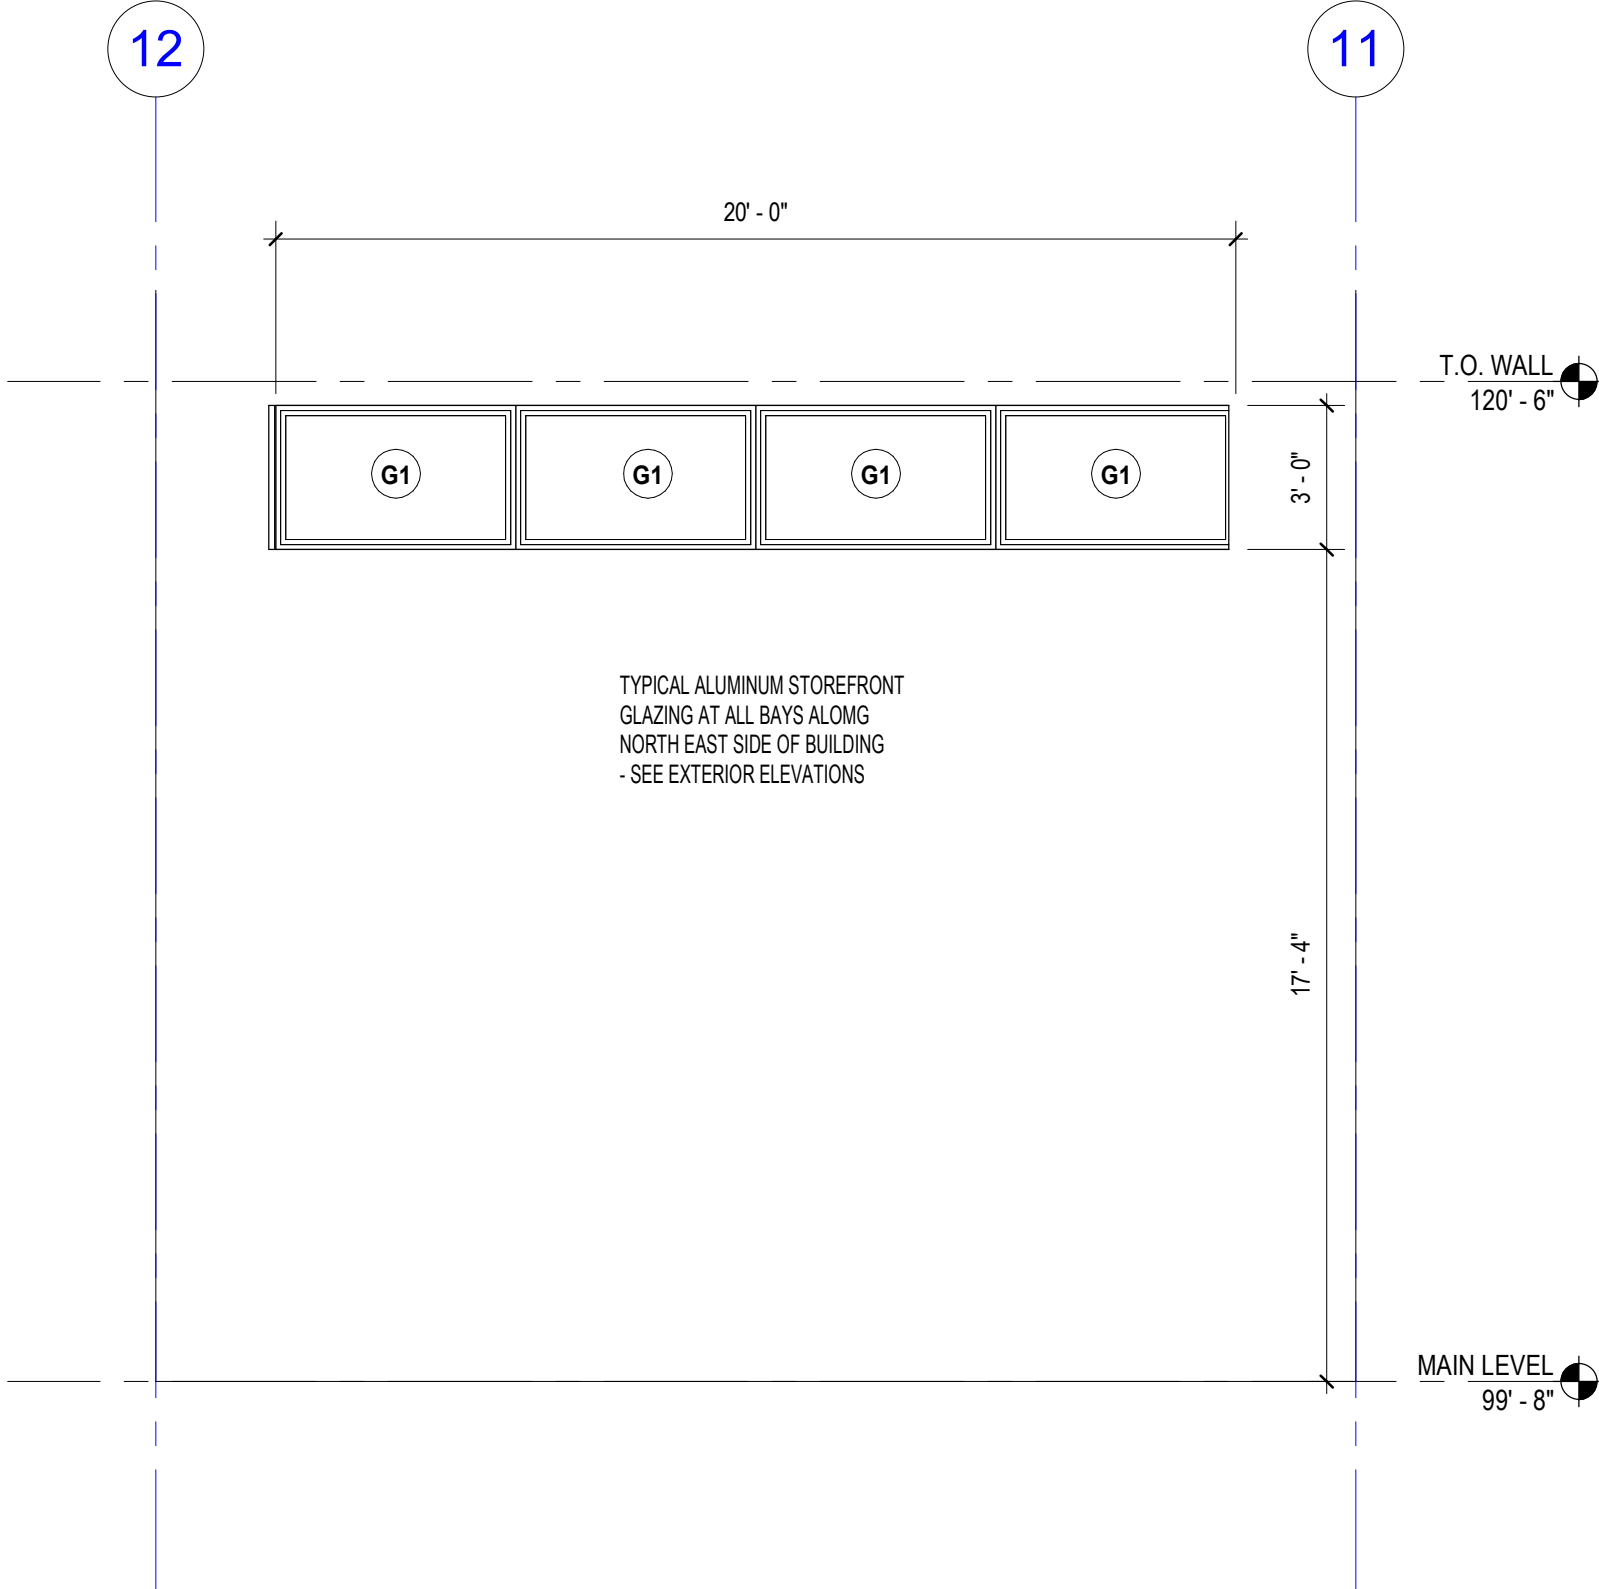 12
11
20' - 0"
T.O. WALL
120' - 6"
G1
G1
G1
G1
3' - 0"
TYPICAL ALUMINUM STOREFRONT
GLAZING AT ALL BAYS ALOMG
NORTH EAST SIDE OF BUILDING
- SEE EXTERIOR ELEVATIONS
17' - 4"
MAIN LEVEL
99' - 8"